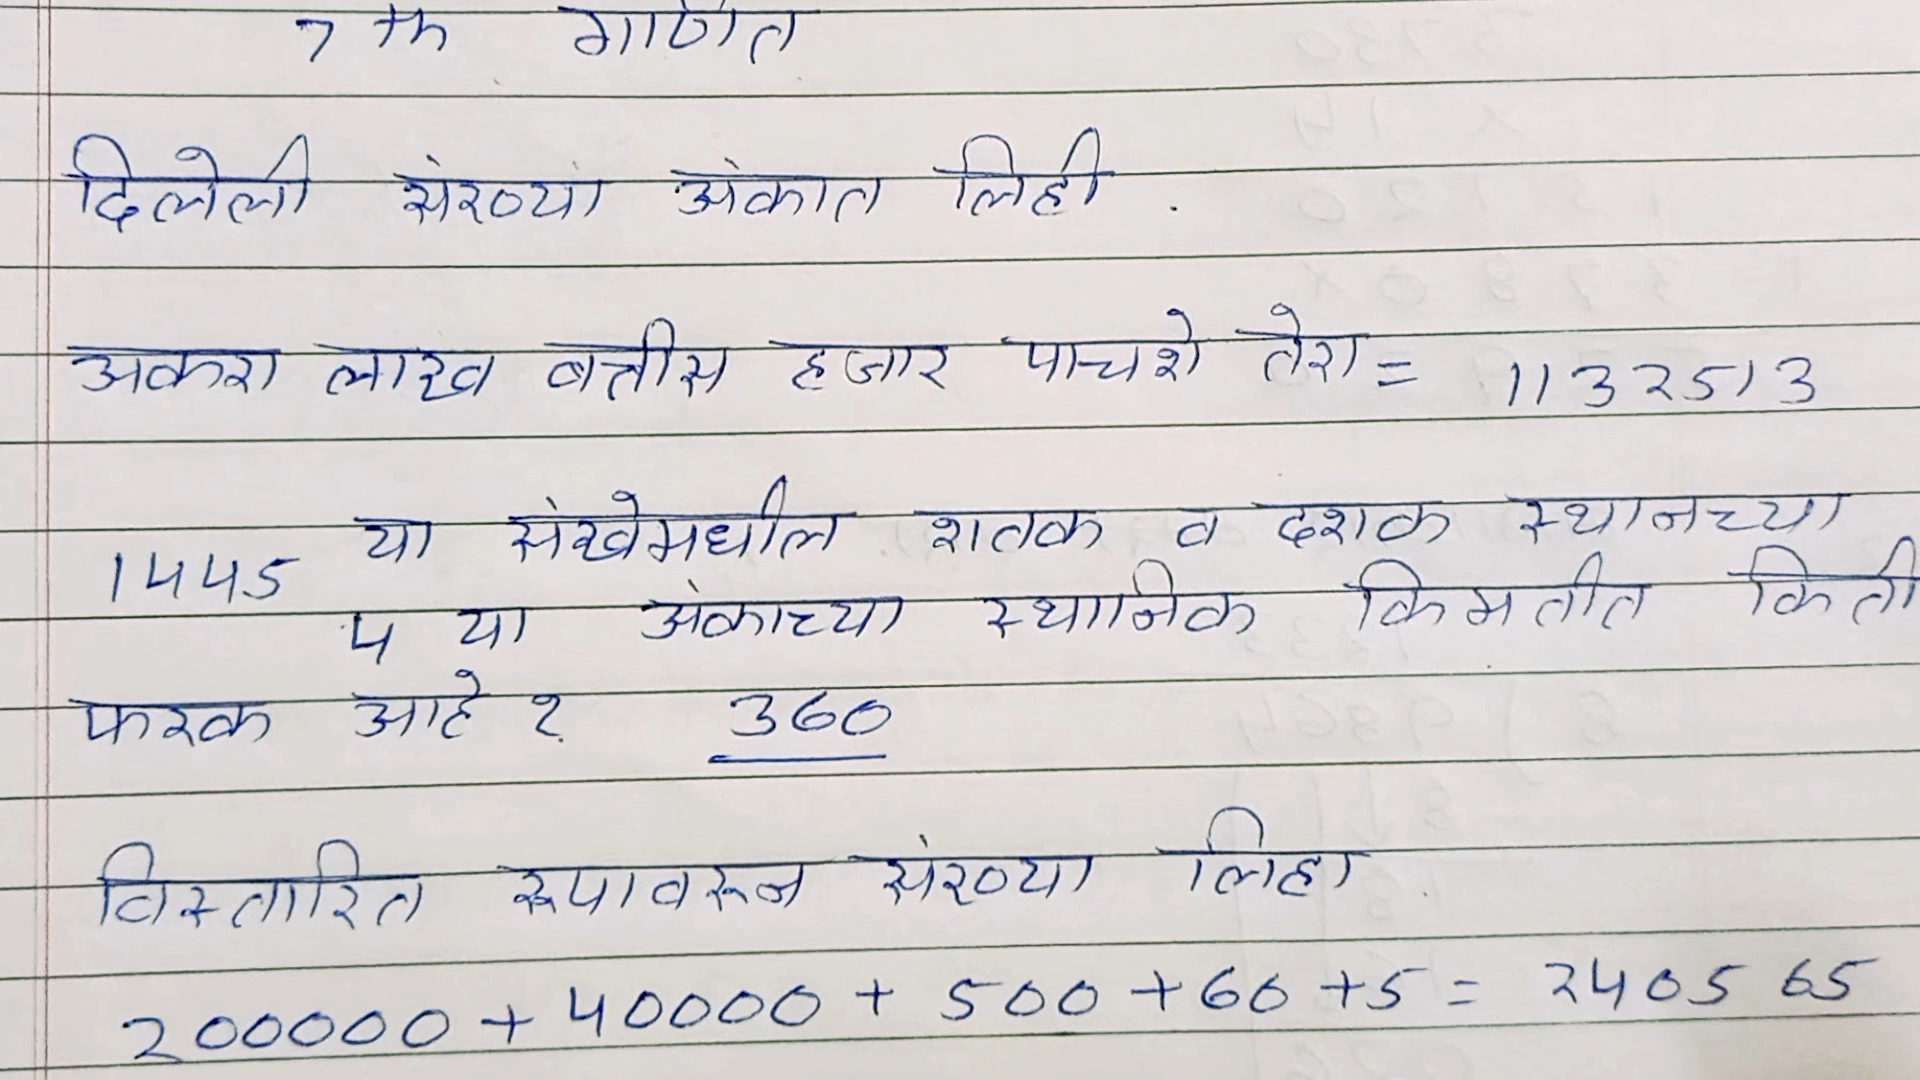 7 th गणित
दिलेली संख्या अंकात लिही.
अकरा लाख बत्तीस हजार पाचशे तेरा = 1132513
1445 या संखेमधील शतक व दशक स्थानच्या
4 या अंकाच्या स्थानिक किमतीत किती
फरक आहे ? 360
विस्तारित रूपावरून संख्या लिहा.
200000 + 40000 + 500 + 60 + 5 = 240565